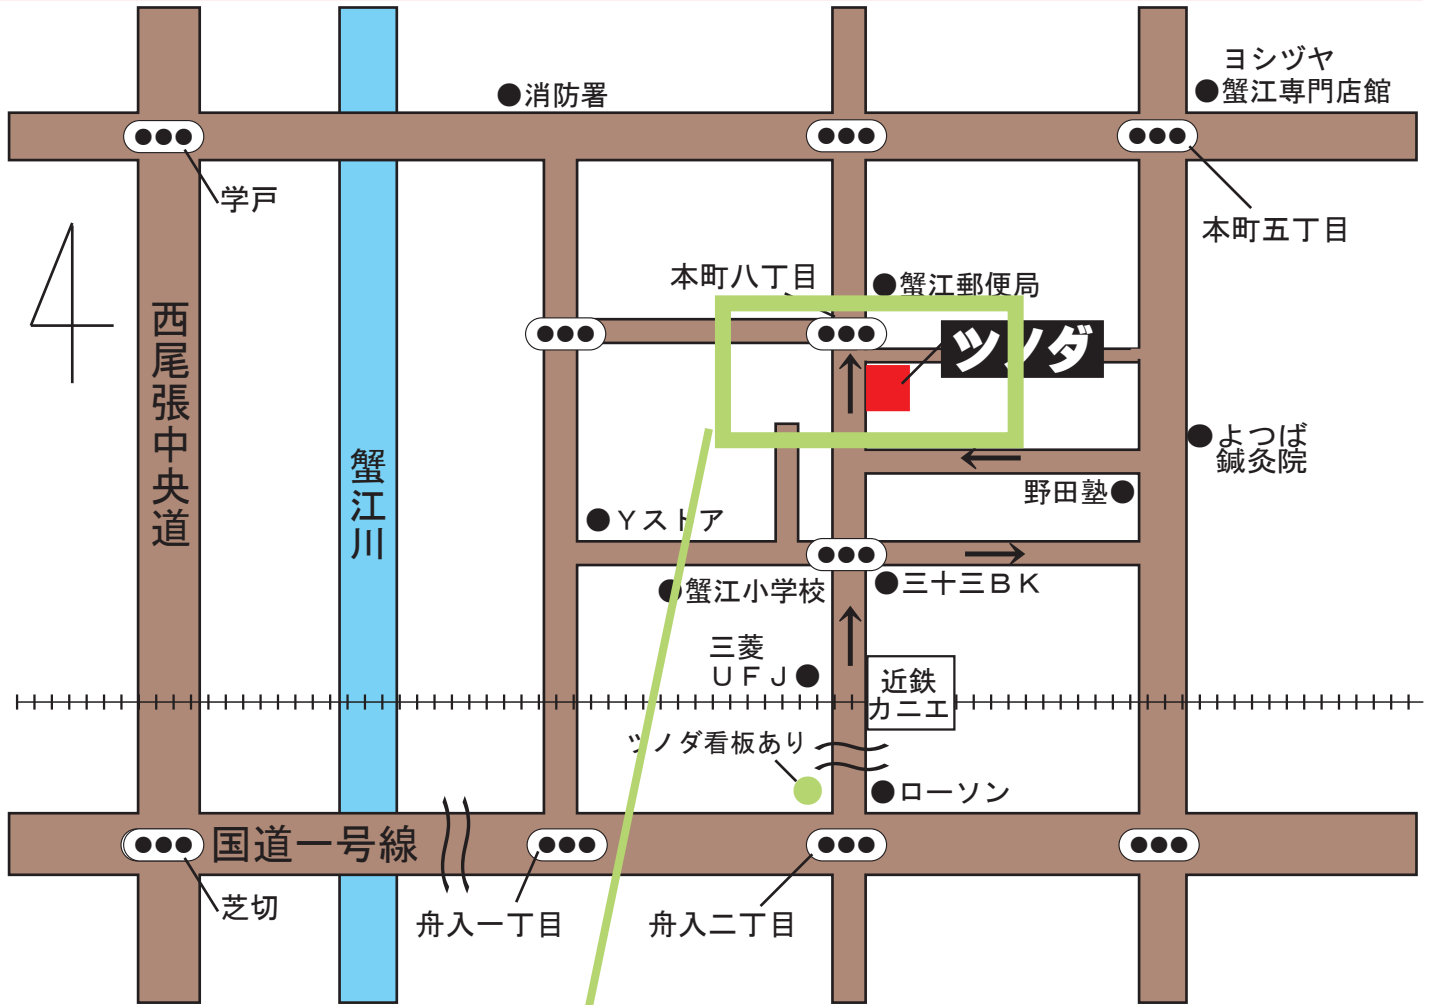 ヨシヅヤ
蟹江専門店館
消防署
学戸
本町五丁目
本町八丁目
蟹江郵便局
ツノダ
西尾張中央道
蟹江川
よつば
鍼灸院
野田塾
Yストア
蟹江小学校
三十三BK
三菱
UFJ
近鉄
カニエ
ツノダ看板あり
ローソン
国道一号線
芝切
舟入一丁目
舟入二丁目